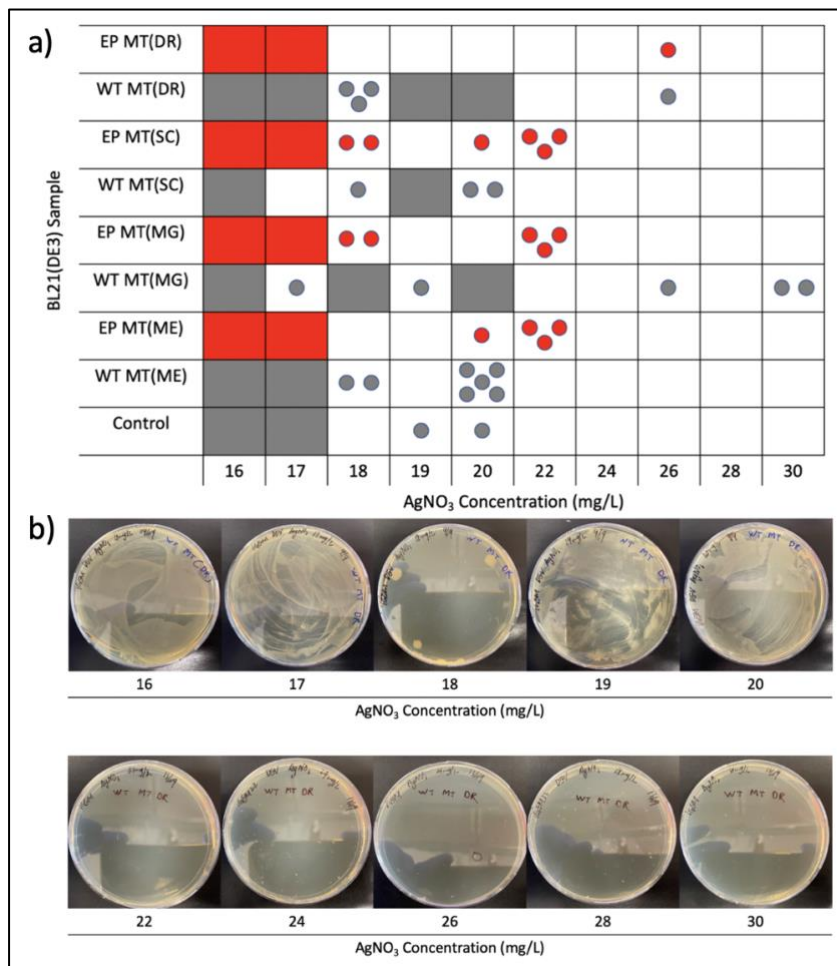 a)
BL21(DE3) Sample
EP MT(DR)
WT MT(DR)
EP MT(SC)
WT MT(SC)
EP MT(MG)
WT MT(MG)
EP MT(ME)
WT MT(ME)
Control
16 17 18 19 20 22 24 26 28 30
AgNO₃ Concentration (mg/L)
b)
WT MT (DR)
WT MT DR
WT MT DR
WT MT DR
WT MT DR
16 17 18 19 20
AgNO₃ Concentration (mg/L)
WT MT DR
WT MT DR
WT MT DR
WT MT DR
WT MT DR
22 24 26 28 30
AgNO₃ Concentration (mg/L)